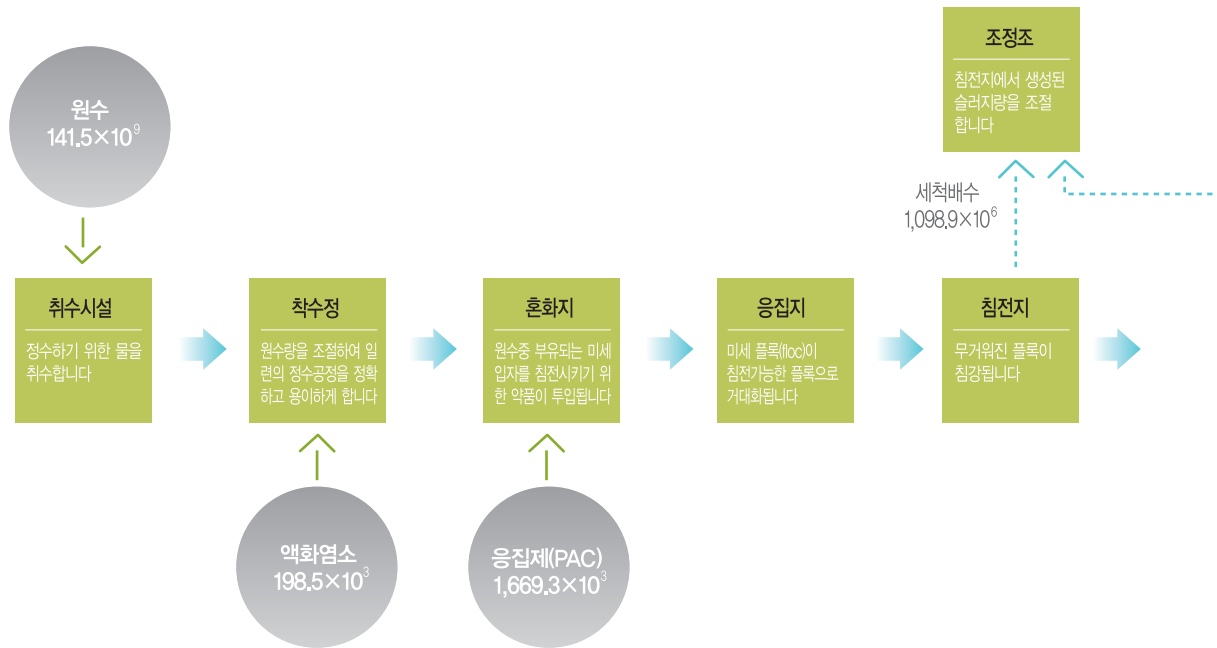 조정조
침전지에서 생성된
슬러지량을 조절
합니다
원수
141.5×10⁹
세척배수
1,098.9×10⁶
취수시설
정수하기 위한 물을
취수합니다
착수정
원수량을 조절하여 일
련의 정수공정을 정확
하고 용이하게 합니다
혼화지
원수중 부유되는 미세
입자를 침전시키기 위
한 약품이 투입됩니다
응집지
미세 플록(floc)이
침전가능한 플록으로
거대화됩니다
침전지
무거워진 플록이
침강됩니다
액화염소
198.5×10³
응집제(PAC)
1,669.3×10³